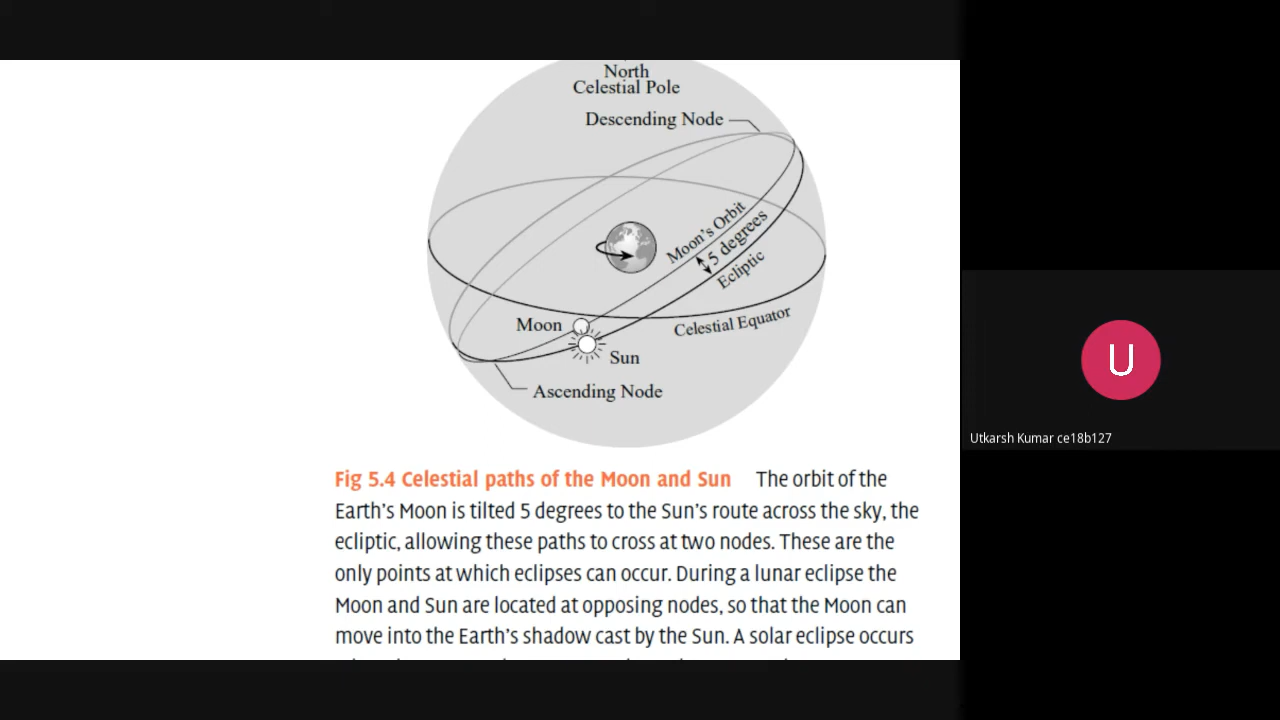 North
Celestial Pole
Descending Node
Moon's Orbit
5 degrees
Ecliptic
Moon
Celestial Equator
Sun
Ascending Node
Fig 5.4 Celestial paths of the Moon and Sun The orbit of the
Earth's Moon is tilted 5 degrees to the Sun's route across the sky, the
ecliptic, allowing these paths to cross at two nodes. These are the
only points at which eclipses can occur. During a lunar eclipse the
Moon and Sun are located at opposing nodes, so that the Moon can
move into the Earth's shadow cast by the Sun. A solar eclipse occurs
U
Utkarsh Kumar ce18b127